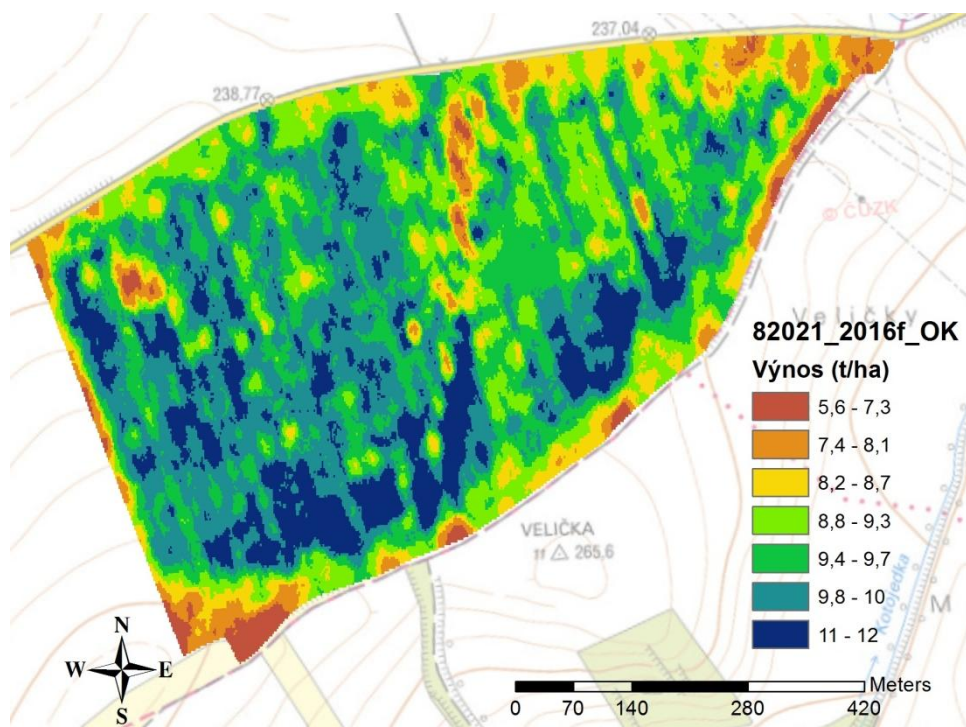 237,04
238,77
© ČÚZK
Veličky
82021_2016f_OK
Výnos (t/ha)
5,6 - 7,3
7,4 - 8,1
8,2 - 8,7
8,8 - 9,3
9,4 - 9,7
9,8 - 10
11 - 12
VELIČKA
265,6
Kotojedka
M
N
W E
S
Meters
0 70 140 280 420